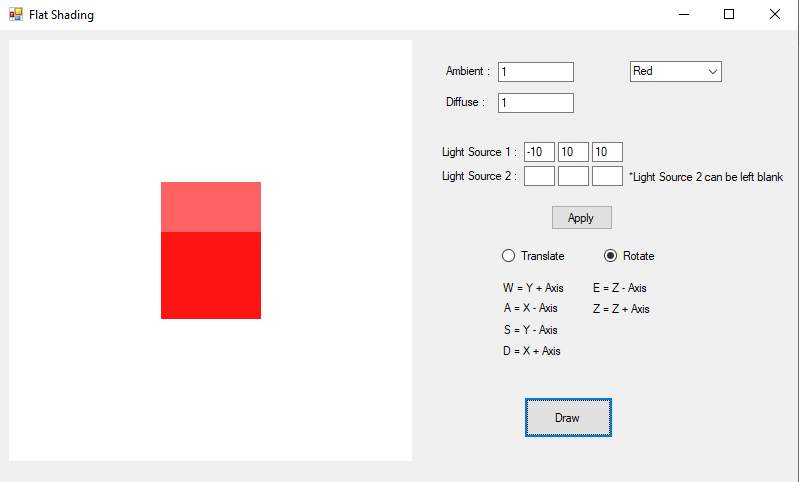 Flat Shading
Ambient : 1 Red
Diffuse : 1
Light Source 1 : -10 10 10
Light Source 2 : *Light Source 2 can be left blank
Apply
Translate Rotate
W = Y + Axis E = Z - Axis
A = X - Axis Z = Z + Axis
S = Y - Axis
D = X + Axis
Draw